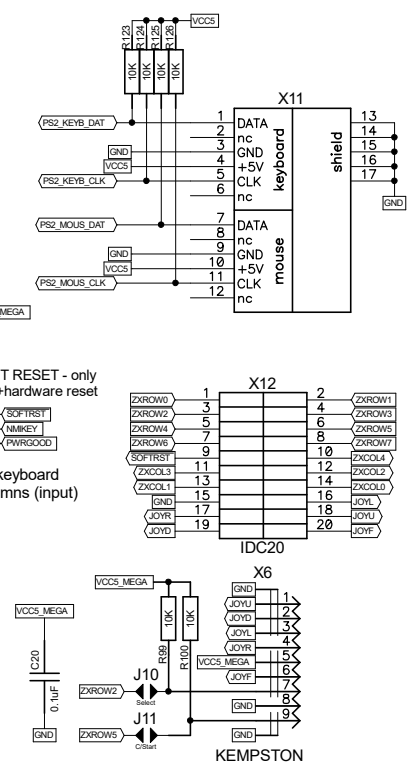 VCC5
R123
R124
R125
R126
10K
10K
10K
10K
X11
PS2_KEYB_DAT
1 DATA
2 nc
GND
3 GND
VCC5
4 +5V
PS2_KEYB_CLK
5 CLK
6 nc
keyboard
PS2_MOUS_DAT
7 DATA
8 nc
GND
9 GND
VCC5
10 +5V
PS2_MOUS_CLK
11 CLK
12 nc
mouse
shield
13
14
15
16
17
GND
MEGA
T RESET - only
+hardware reset
SOFTRST
NMIKEY
PWRGOOD
keyboard
mns (input)
X12
ZXROW0 1 2 ZXROW1
ZXROW2 3 4 ZXROW3
ZXROW4 5 6 ZXROW5
ZXROW6 7 8 ZXROW7
SOFTRST 9 10 ZXCOL4
ZXCOL3 11 12 ZXCOL2
ZXCOL1 13 14 ZXCOL0
GND 15 16 JOYL
JOYR 17 18 JOYU
JOYD 19 20 JOYF
IDC20
VCC5_MEGA
C20
0.1uF
GND
VCC5_MEGA
10K
10K
R99
R100
J10
ZXROW2
Select
J11
ZXROW5
C/Start
X6
GND
JOYU 1
JOYD 2
JOYL 3
JOYR 4
VCC5_MEGA 5
JOYF 6
7
GND 8
9
GND
KEMPSTON